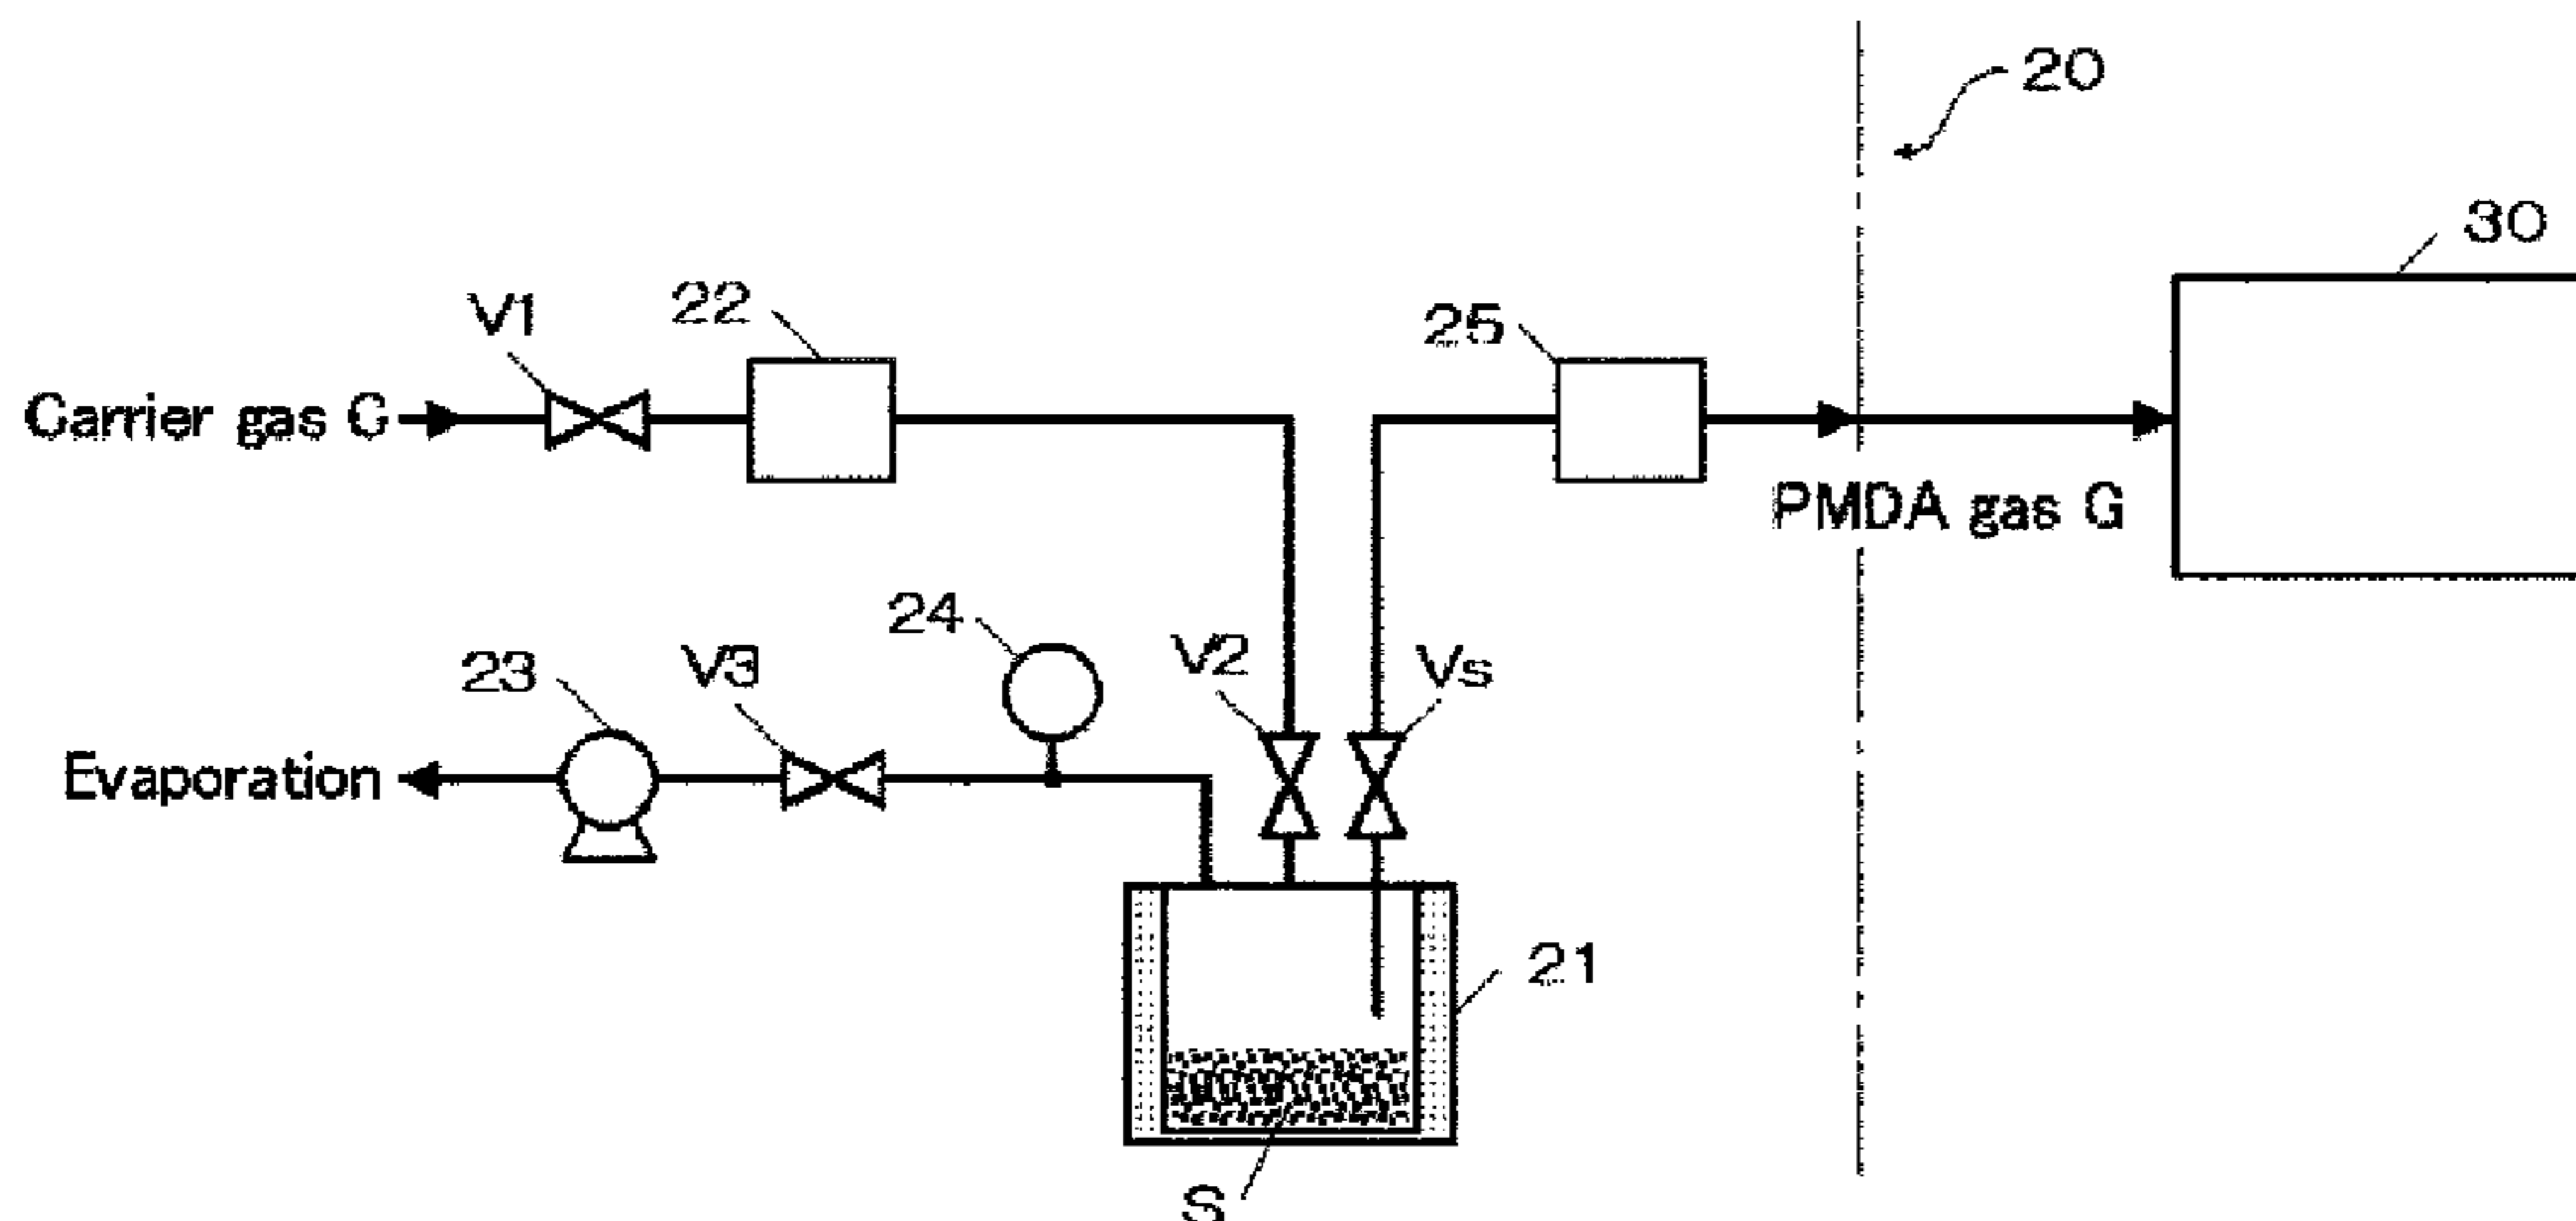 20
30
V1
22
25
Carrier gas G
PMDA gas G
24
23
V3
V2
Vs
Evaporation
21
S